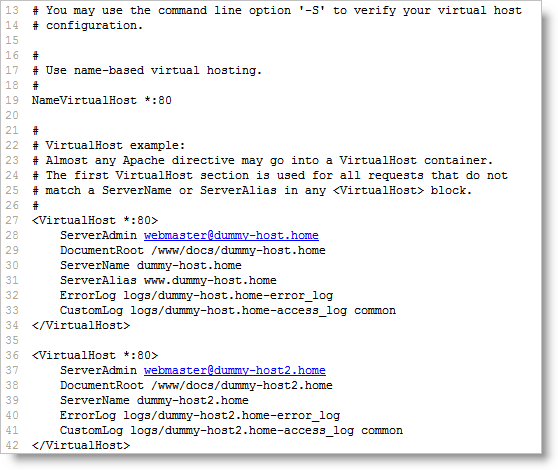 13 # You may use the command line option '-S' to verify your virtual host
14 # configuration.
15
16 #
17 # Use name-based virtual hosting.
18 #
19 NameVirtualHost *:80
20
21 #
22 # VirtualHost example:
23 # Almost any Apache directive may go into a VirtualHost container.
24 # The first VirtualHost section is used for all requests that do not
25 # match a ServerName or ServerAlias in any <VirtualHost> block.
26 #
27 <VirtualHost *:80>
28     ServerAdmin webmaster@dummy-host.home
29     DocumentRoot /www/docs/dummy-host.home
30     ServerName dummy-host.home
31     ServerAlias www.dummy-host.home
32     ErrorLog logs/dummy-host.home-error_log
33     CustomLog logs/dummy-host.home-access_log common
34 </VirtualHost>
35
36 <VirtualHost *:80>
37     ServerAdmin webmaster@dummy-host2.home
38     DocumentRoot /www/docs/dummy-host2.home
39     ServerName dummy-host2.home
40     ErrorLog logs/dummy-host2.home-error_log
41     CustomLog logs/dummy-host2.home-access_log common
42 </VirtualHost>